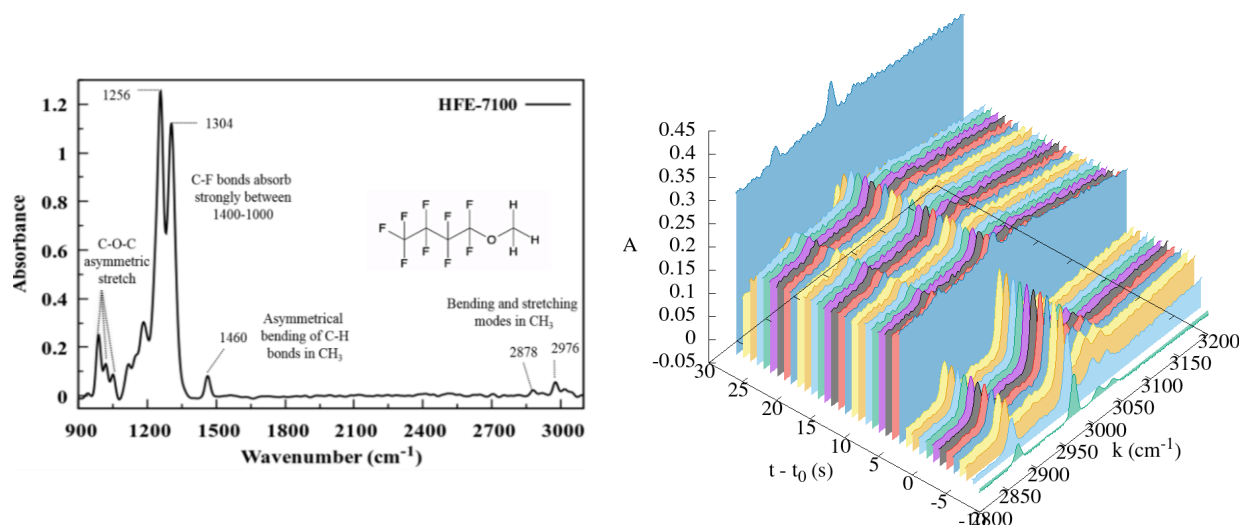 1256
HFE-7100
1304
C-F bonds absorb
strongly between
1400-1000
C-O-C
asymmetric
stretch
F F F F F F F F F O H H H
Asymmetrical
bending of C-H
bonds in CH3
1460
Bending and stretching
modes in CH3
2878 2976
Absorbance
1.2
1
0.8
0.6
0.4
0.2
0
900 1200 1500 1800 2100 2400 2700 3000
Wavenumber (cm-1)
A
0.45
0.4
0.35
0.3
0.25
0.2
0.15
0.1
0.05
0
-0.05
30
25
20
15
10
5
0
-5
-10
t - t0 (s)
2800
2850
2900
2950
3000
3050
3100
3150
3200
k (cm-1)